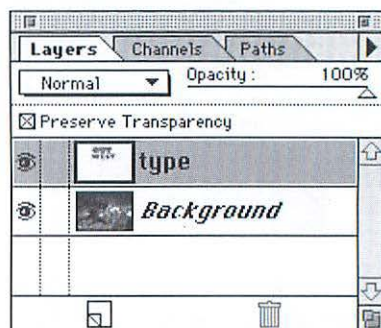 Layers Channels Paths
Normal Opacity: 100%
Preserve Transparency
type
Background